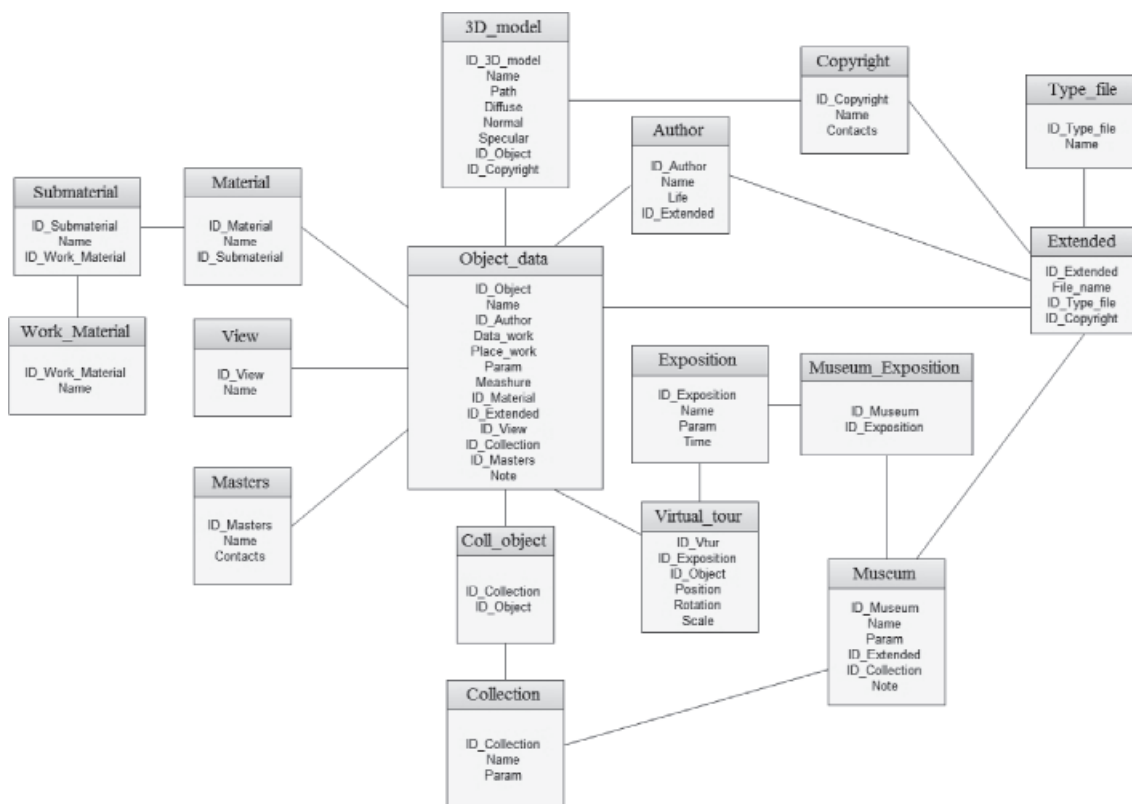 3D_model
ID_3D_model
Name
Path
Diffuse
Normal
Specular
ID_Object
ID_Copyright
Copyright
ID_Copyright
Name
Contacts
Type_file
ID_Type_file
Name
Author
ID_Author
Name
Life
ID_Extended
Submaterial
ID_Submaterial
Name
ID_Work_Material
Material
ID_Material
Name
ID_Submaterial
Extended
ID_Extended
File_name
ID_Type_file
ID_Copyright
Object_data
ID_Object
Name
ID_Author
Data_work
Place_work
Param
Meashure
ID_Material
ID_Extended
ID_View
ID_Collection
ID_Masters
Note
Work_Material
ID_Work_Material
Name
View
ID_View
Name
Exposition
ID_Exposition
Name
Param
Time
Museum_Exposition
ID_Museum
ID_Exposition
Masters
ID_Masters
Name
Contacts
Virtual_tour
ID_Vtur
ID_Exposition
ID_Object
Position
Rotation
Scale
Coll_object
ID_Collection
ID_Object
Museum
ID_Museum
Name
Param
ID_Extended
ID_Collection
Note
Collection
ID_Collection
Name
Param